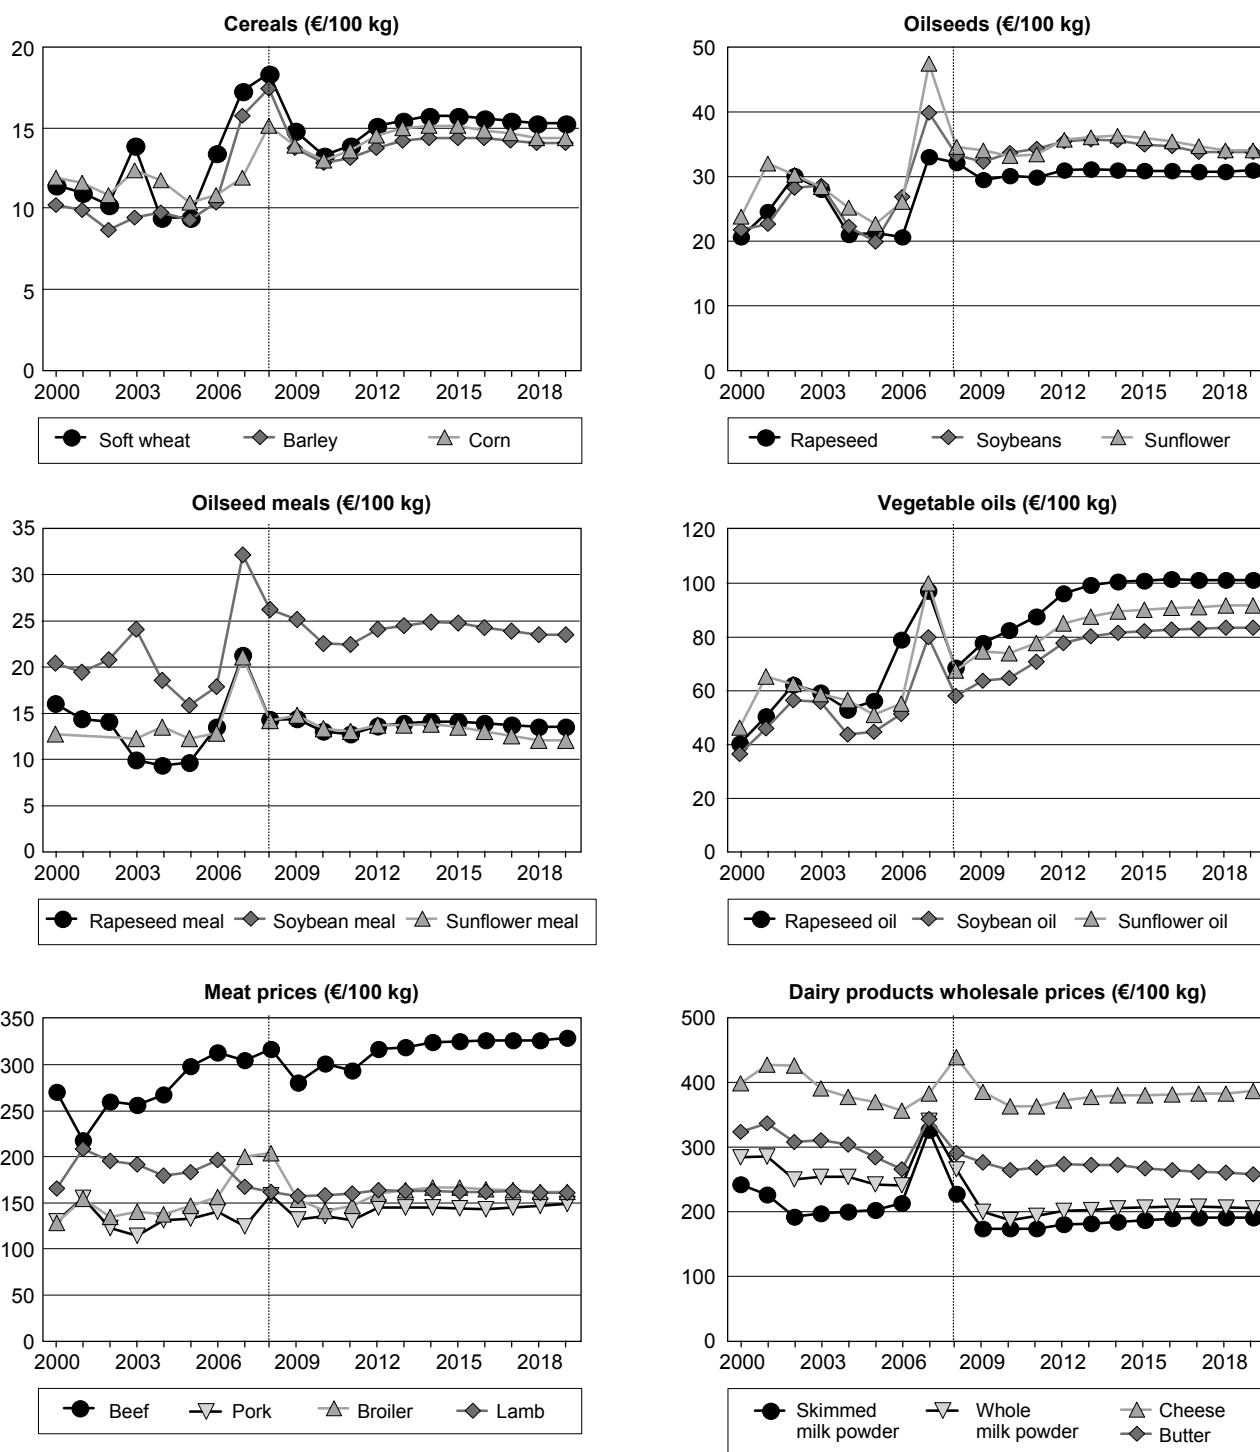 Cereals (€/100 kg)
20
15
10
5
0
2000 2003 2006 2009 2012 2015 2018
Soft wheat Barley Corn
Oilseeds (€/100 kg)
50
40
30
20
10
0
2000 2003 2006 2009 2012 2015 2018
Rapeseed Soybeans Sunflower
Oilseed meals (€/100 kg)
35
30
25
20
15
10
5
0
2000 2003 2006 2009 2012 2015 2018
Rapeseed meal Soybean meal Sunflower meal
Vegetable oils (€/100 kg)
120
100
80
60
40
20
0
2000 2003 2006 2009 2012 2015 2018
Rapeseed oil Soybean oil Sunflower oil
Meat prices (€/100 kg)
350
300
250
200
150
100
50
0
2000 2003 2006 2009 2012 2015 2018
Beef Pork Broiler Lamb
Dairy products wholesale prices (€/100 kg)
500
400
300
200
100
0
2000 2003 2006 2009 2012 2015 2018
Skimmed milk powder Whole milk powder Cheese
Butter